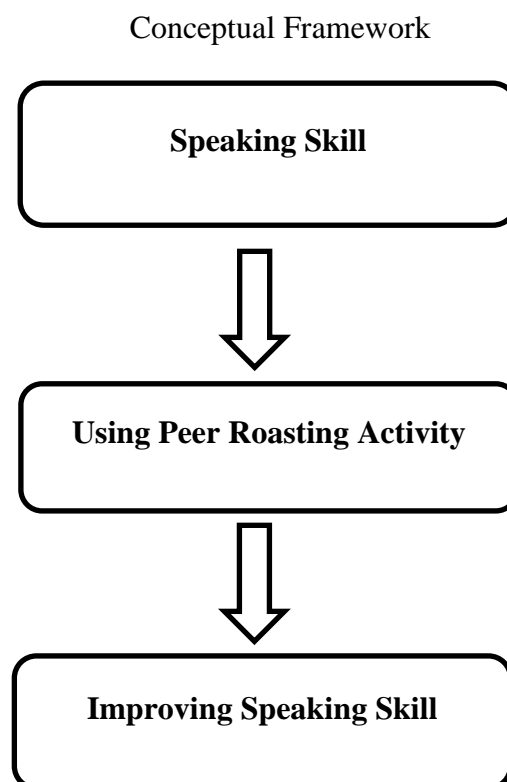 Conceptual Framework
Speaking Skill
Using Peer Roasting Activity
Improving Speaking Skill